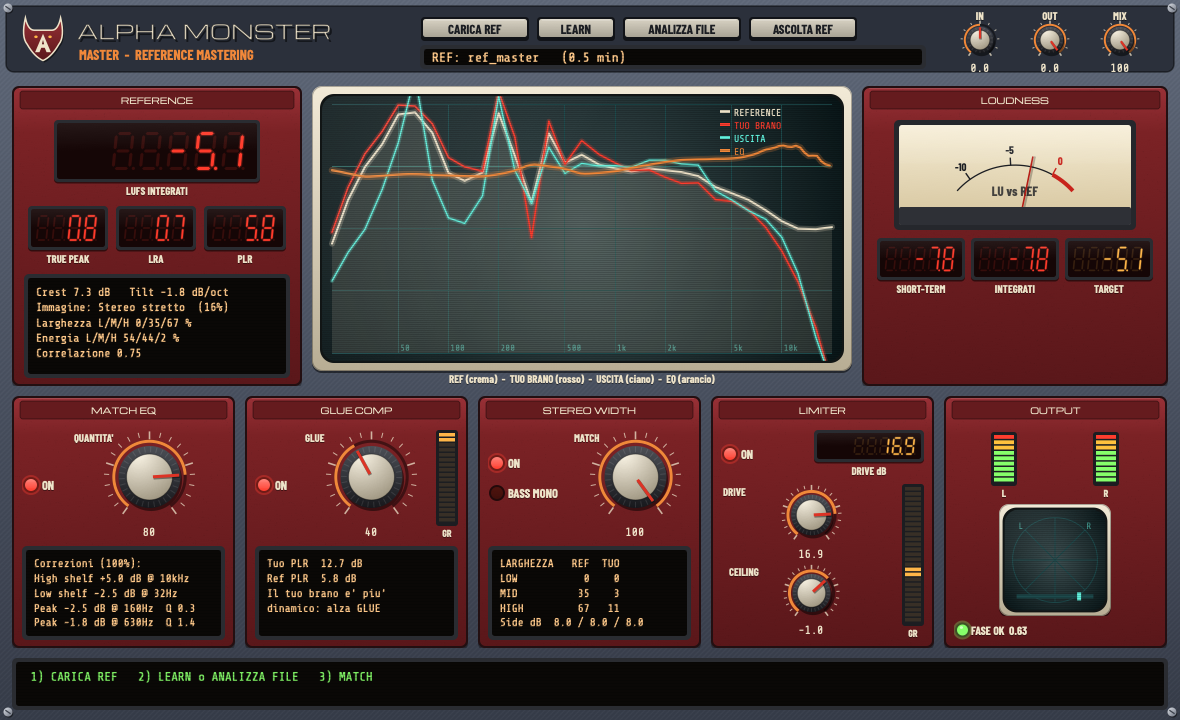 ALPHA MONSTER
MASTER - REFERENCE MASTERING
CARICA REF
LEARN
ANALIZZA FILE
ASCOLTA REF
REF: ref_master (0.5 min)
IN
OUT
MIX
0.0
0.0
100
REFERENCE
-5.1
LUFS INTEGRATI
0.8
0.7
5.8
TRUE PEAK
LRA
PLR
Crest 7.3 dB Tilt -1.8 dB/oct
Immagine: Stereo stretto (16%)
Larghezza L/M/H 0/35/67 %
Energia L/M/H 54/44/2 %
Correlazione 0.75
REFERENCE
TUO BRANO
USCITA
EQ
50
100
200
500
1k
2k
5k
10k
REF (crema) - TUO BRANO (rosso) - USCITA (ciano) - EQ (arancio)
LOUDNESS
-10
-5
0
LU vs REF
-7.8
-7.8
-5.1
SHORT-TERM
INTEGRATI
TARGET
MATCH EQ
QUANTITA'
ON
80
Correzioni (100%):
High shelf +5.0 dB @ 10kHz
Low shelf -2.5 dB @ 32Hz
Peak -2.5 dB @ 160Hz Q 0.3
Peak -1.8 dB @ 630Hz Q 1.4
GLUE COMP
GLUE
ON
40
GR
Tuo PLR 12.7 dB
Ref PLR 5.8 dB
Il tuo brano e' piu'
dinamico: alza GLUE
STEREO WIDTH
MATCH
ON
BASS MONO
100
LARGHEZZA REF TUO
LOW 0 0
MID 35 3
HIGH 67 11
Side dB 8.0 / 8.0 / 8.0
LIMITER
ON
16.9
DRIVE dB
DRIVE
16.9
CEILING
-1.0
GR
OUTPUT
L
R
L
R
FASE OK 0.63
1) CARICA REF 2) LEARN o ANALIZZA FILE 3) MATCH